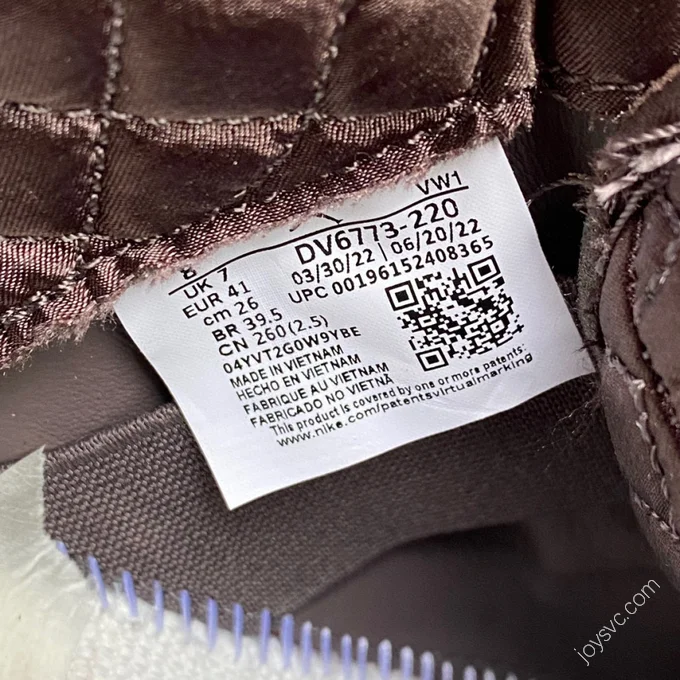 VW1
8
UK 7
DV6773-220
EUR 41
03/30/22 | 06/20/22
cm 26
UPC 00196152408365
BR 39.5
CN 260 (2.5)
04YVT2G0W9YBE
MADE IN VIETNAM
HECHO EN VIETNAM
FABRIQUE AU VIETNAM
FABRICADO NO VIETNÃ
This product is covered by one or more patents:
www.nike.com/patentsvirtualmarking
joysvc.com